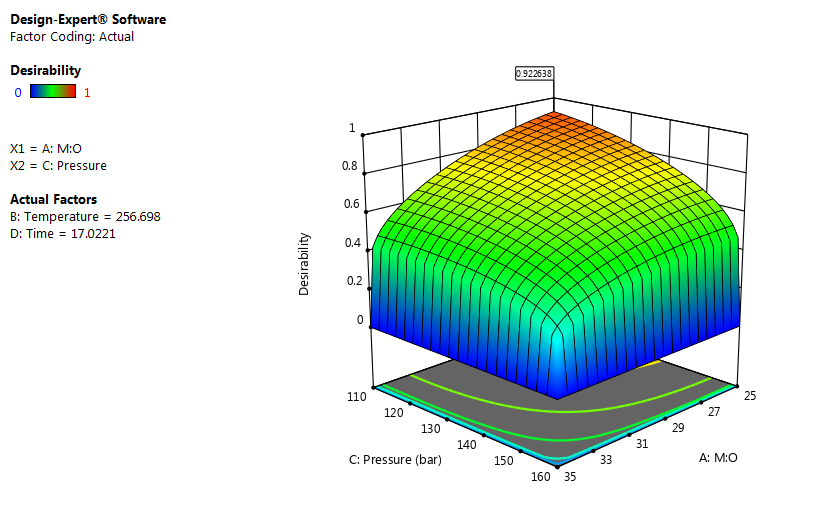 Design-Expert® Software
Factor Coding: Actual
Desirability
0 1
X1 = A: M:O
X2 = C: Pressure
Actual Factors
B: Temperature = 256.698
D: Time = 17.0221
0.922638
1
0.8
0.6
0.4
0.2
0
Desirability
110
120
130
140
150
160
C: Pressure (bar)
25
27
29
31
33
35
A: M:O